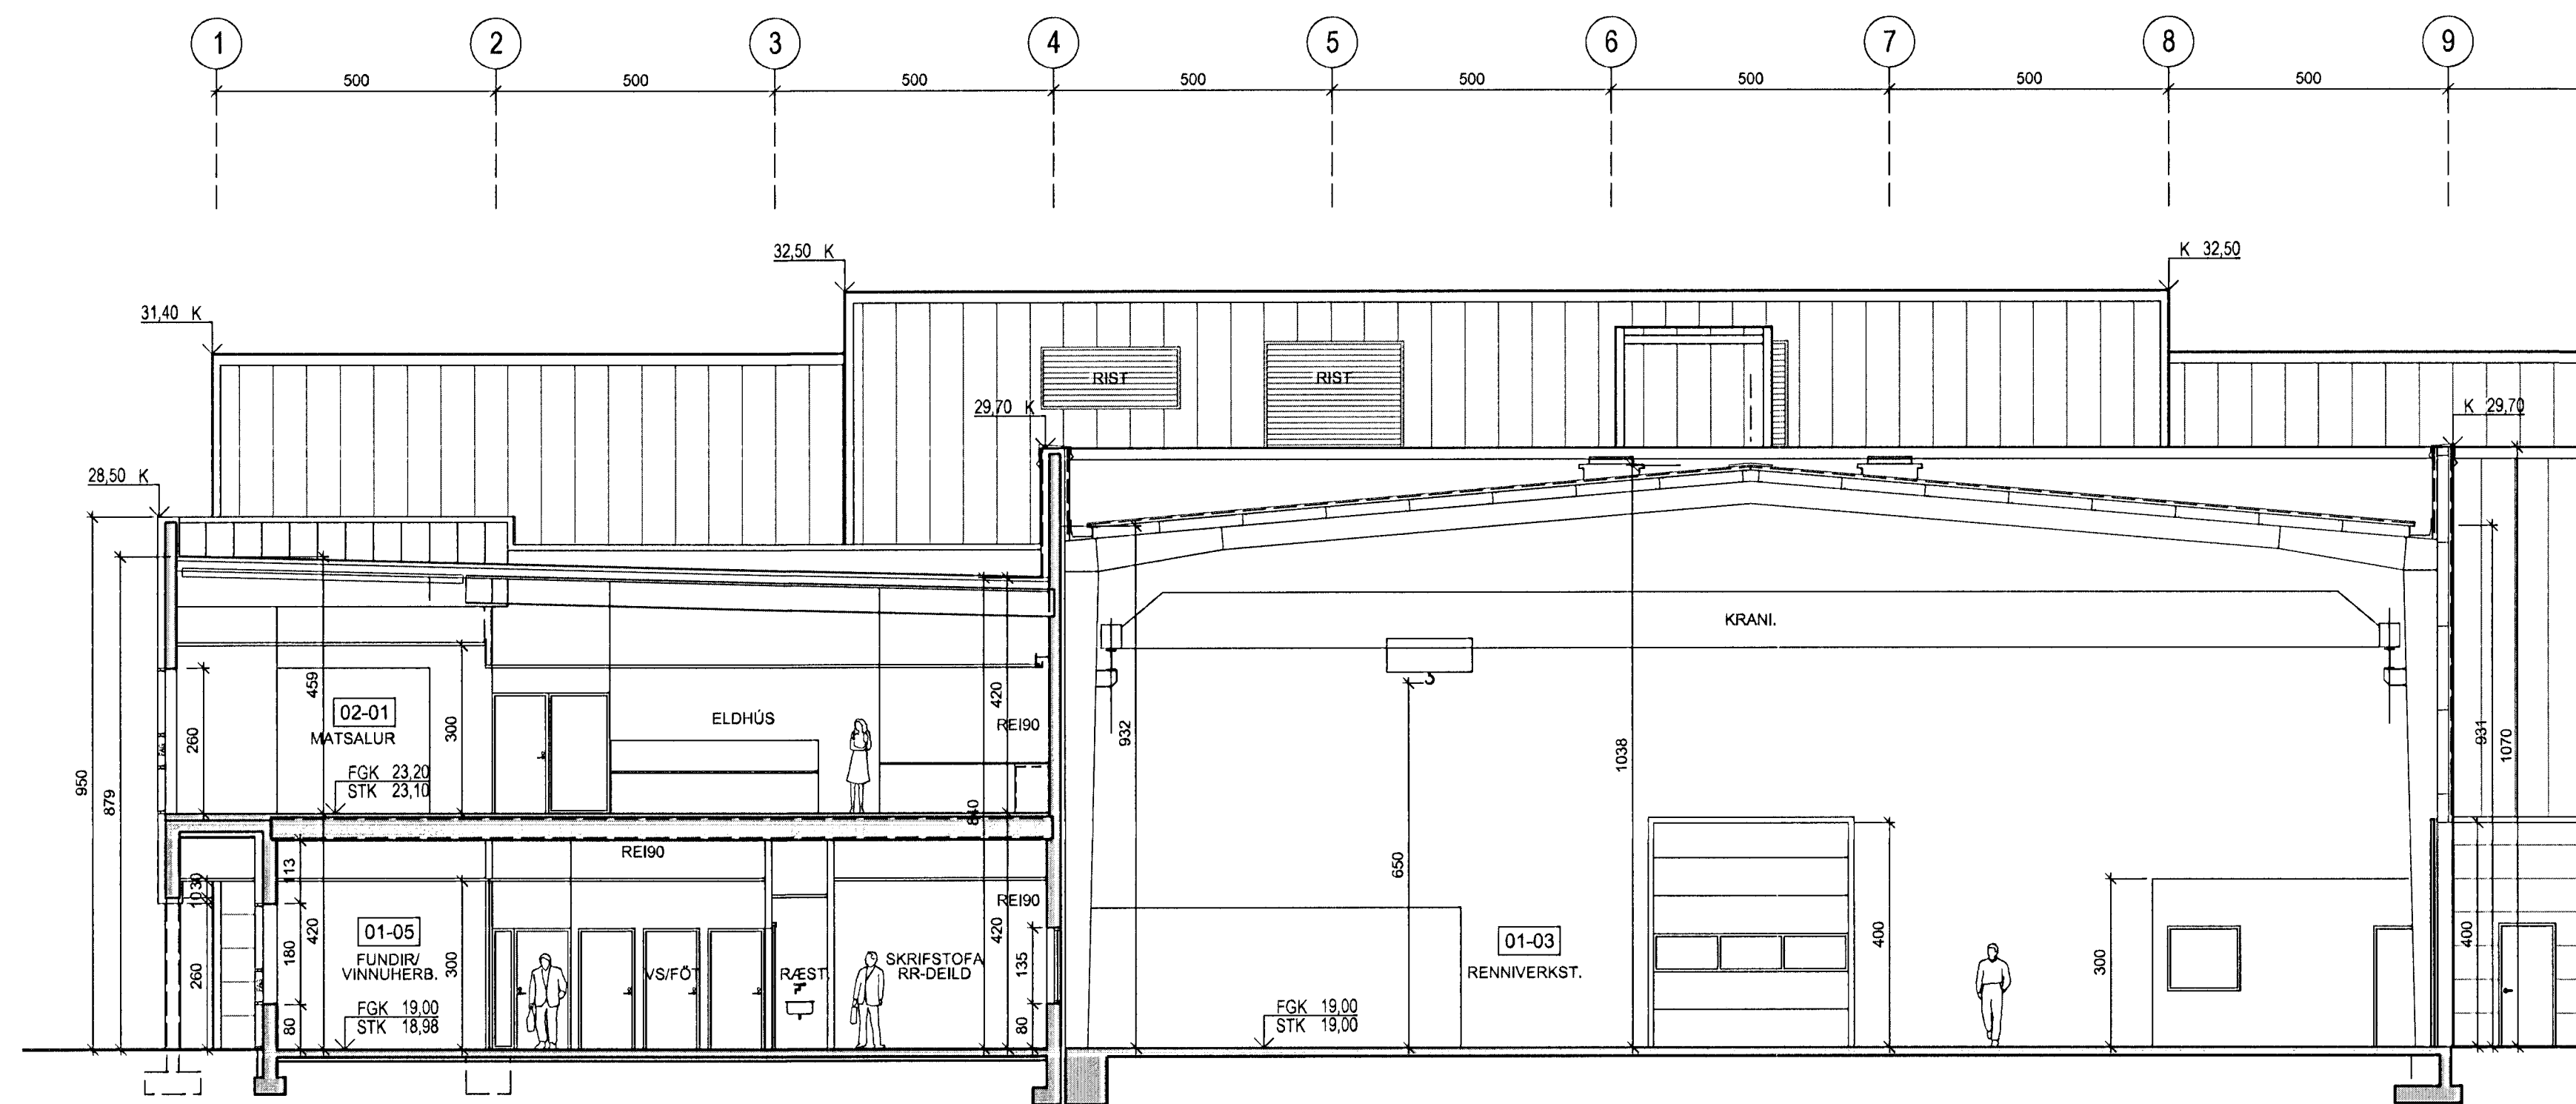 1 2 3 4 5 6 7 8 9
500 500 500 500 500 500 500 500
32,50 K
K 32,50
31,40 K
RIST
RIST
29,70 K
K 29,70
28,50 K
KRANI.
950
879
459
260
02-01
MATSALUR
300
ELDHÚS
420
REI90
FGK 23,20
STK 23,10
840
932
650
1038
931
1070
REI90
113
1030
REI90
01-05
FUNDIR/
VINNUHERB.
180
420
260
300
80
FGK 19,00
STK 18,98
VS/FÖT
RÆST.
SKRIFSTOFA
RR-DEILD
420
135
80
01-03
RENNIVERKST.
FGK 19,00
STK 19,00
400
300
400